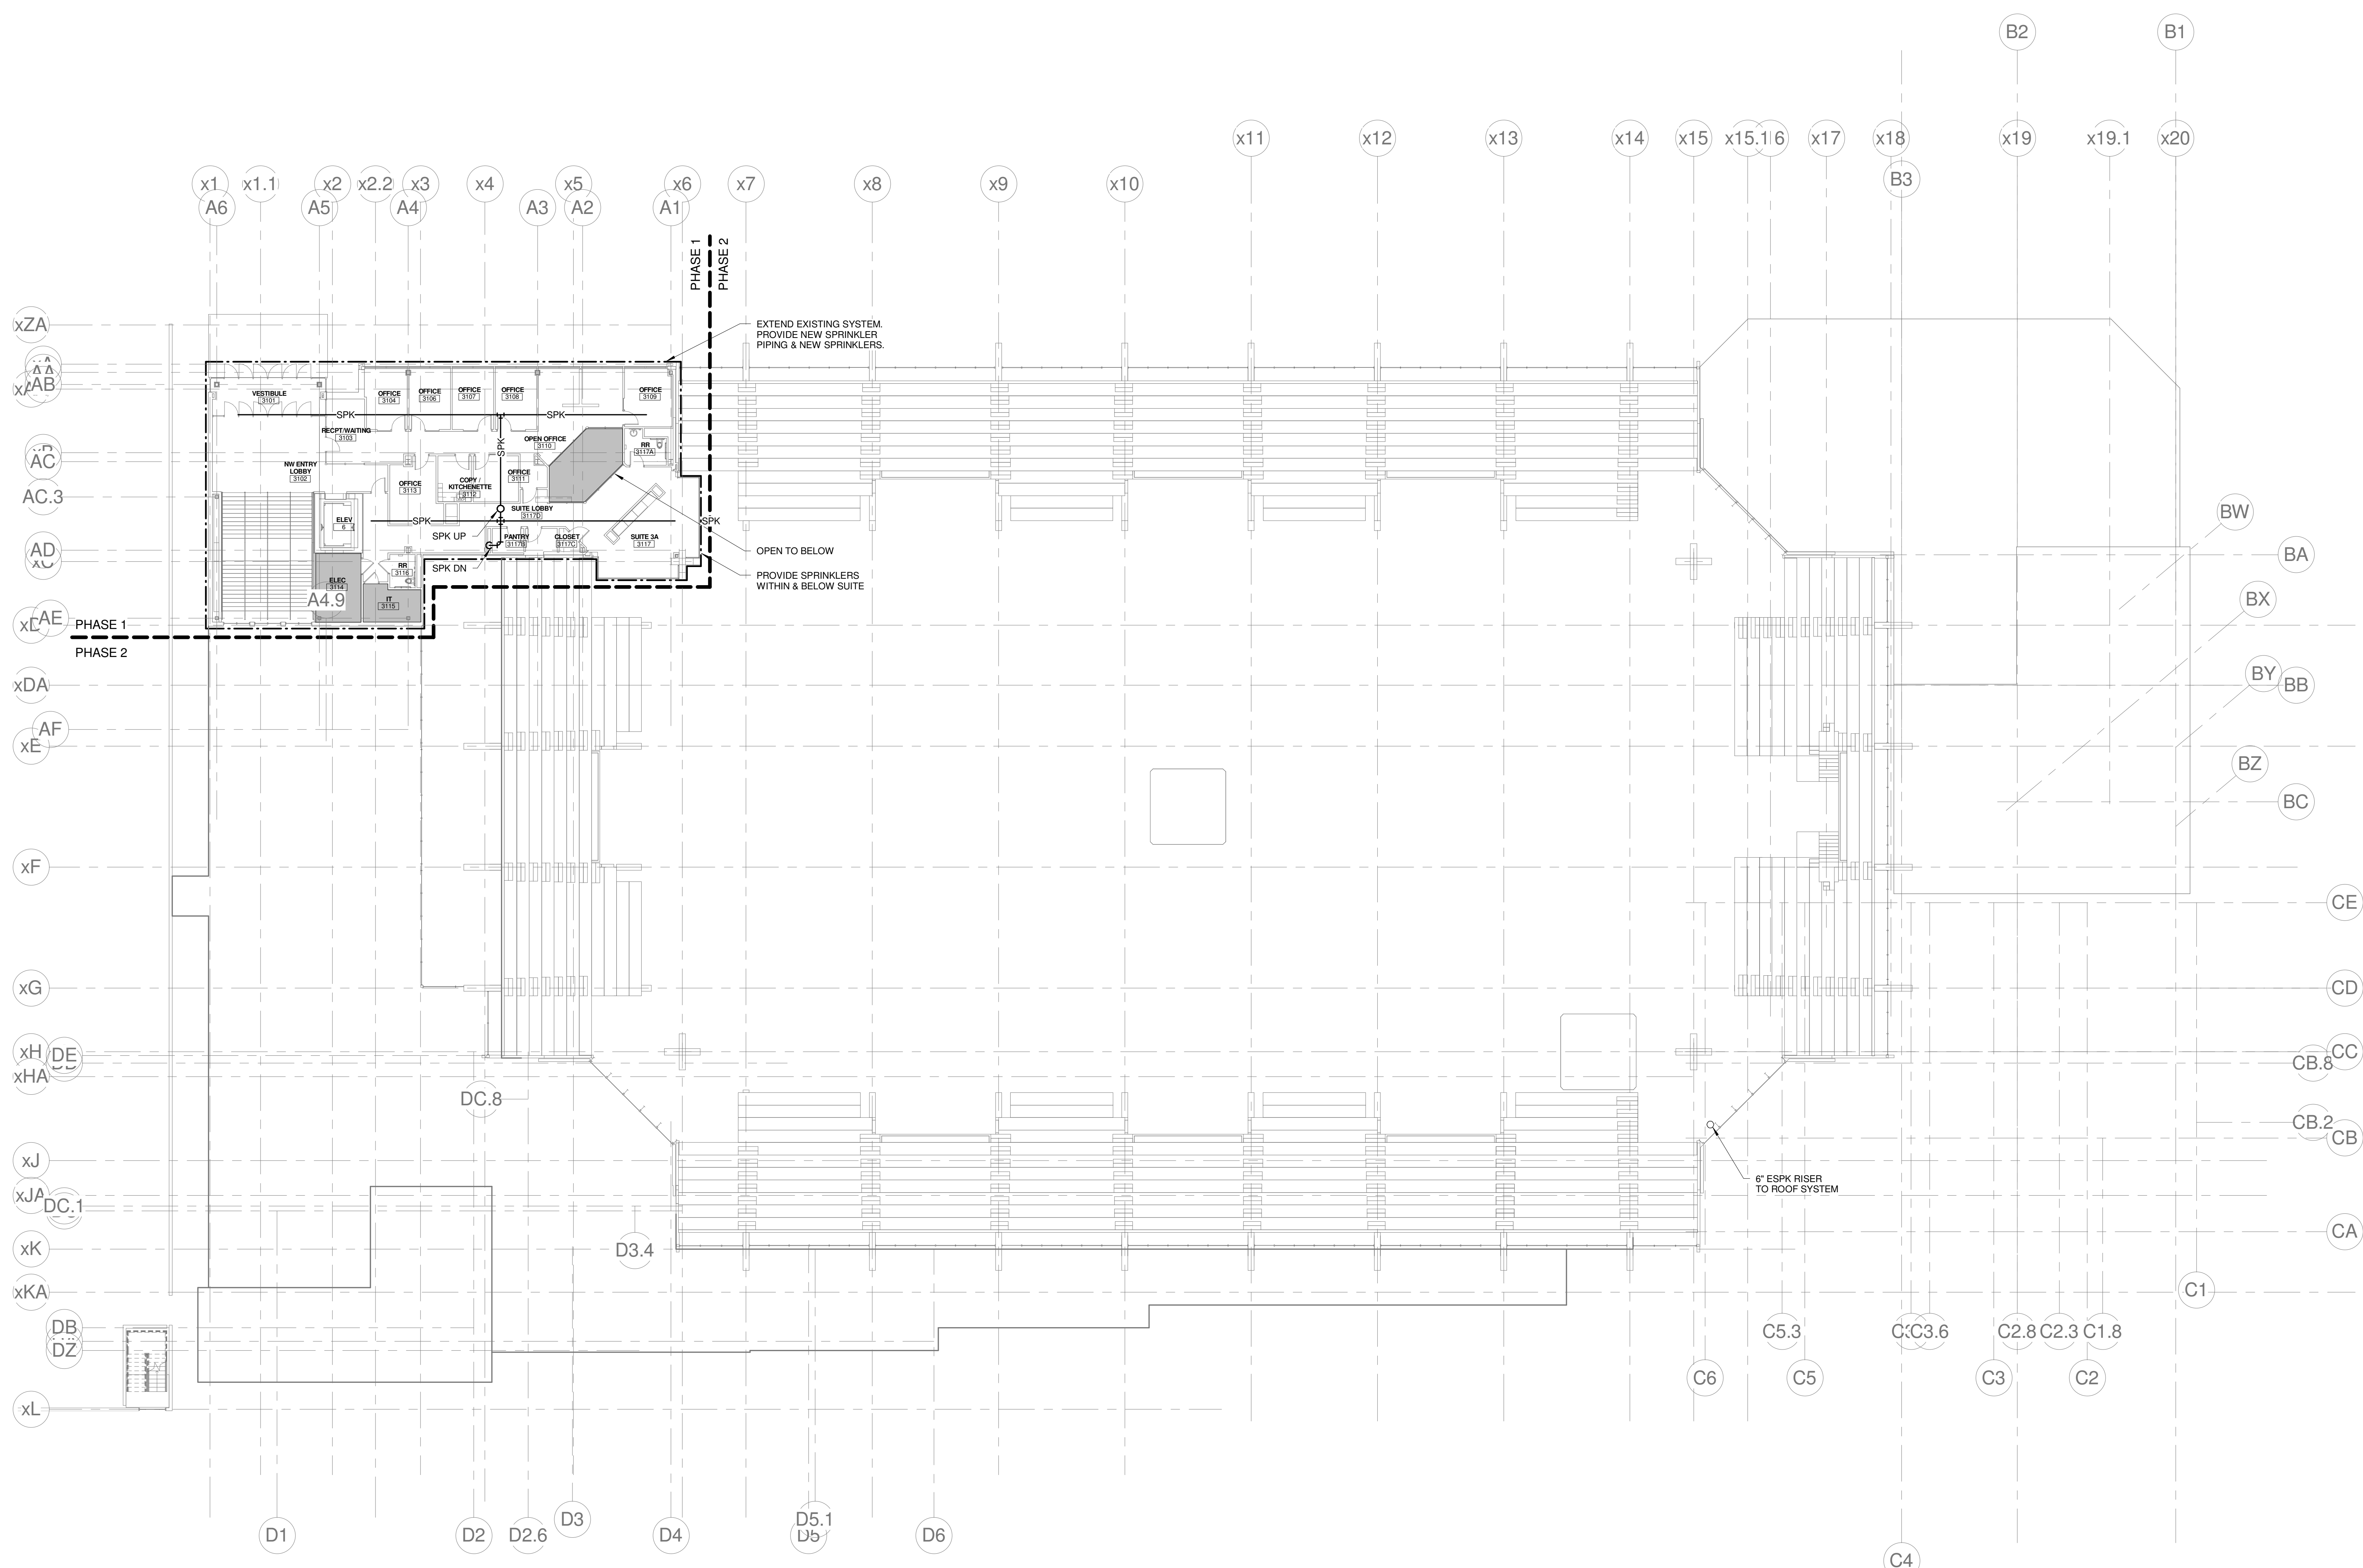 B2
B1
x11
x12
x13
x14
x15
x15.1
6
x17
x18
x19
x19.1
x20
B3
x1
x1.1
x2
x2.2
x3
x4
x5
x6
x7
x8
x9
x10
A6
A5
A4
A3
A2
A1
PHASE 1
PHASE 2
xZA
EXTEND EXISTING SYSTEM.
PROVIDE NEW SPRINKLER
PIPING & NEW SPRINKLERS.
AB
VESTIBULE
3101
OFFICE
3104
OFFICE
3106
OFFICE
3107
OFFICE
3108
OFFICE
3109
SPK
SPK
RECPT/WAITING
3103
SPK
OPEN OFFICE
3110
RR
3117A
AC
NW ENTRY
LOBBY
3102
OFFICE
3113
COPY /
KITCHENETTE
3112
OFFICE
3111
AC.3
ELEV
6
SUITE LOBBY
3117D
SPK
SPK
BW
SPK UP
PANTRY
3117B
CLOSET
3117C
SUITE 3A
3117
AD
xC
OPEN TO BELOW
BA
SPK DN
RR
3116
PROVIDE SPRINKLERS
WITHIN & BELOW SUITE
ELEC
3114
A4.9
IT
3115
BX
AE
PHASE 1
PHASE 2
BY
xDA
BB
AF
xE
BZ
BC
xF
CE
xG
CD
xH
DE
CC
xHA
CB.8
DC.8
CB.2
CB
xJ
6" ESPK RISER
TO ROOF SYSTEM
xJA
DC.1
CA
xK
D3.4
xKA
C1
DB
DZ
C5.3
C3.6
C2.8
C2.3
C1.8
C6
C5
C3
C2
xL
D1
D2
D2.6
D3
D4
D5.1
D5
D6
C4